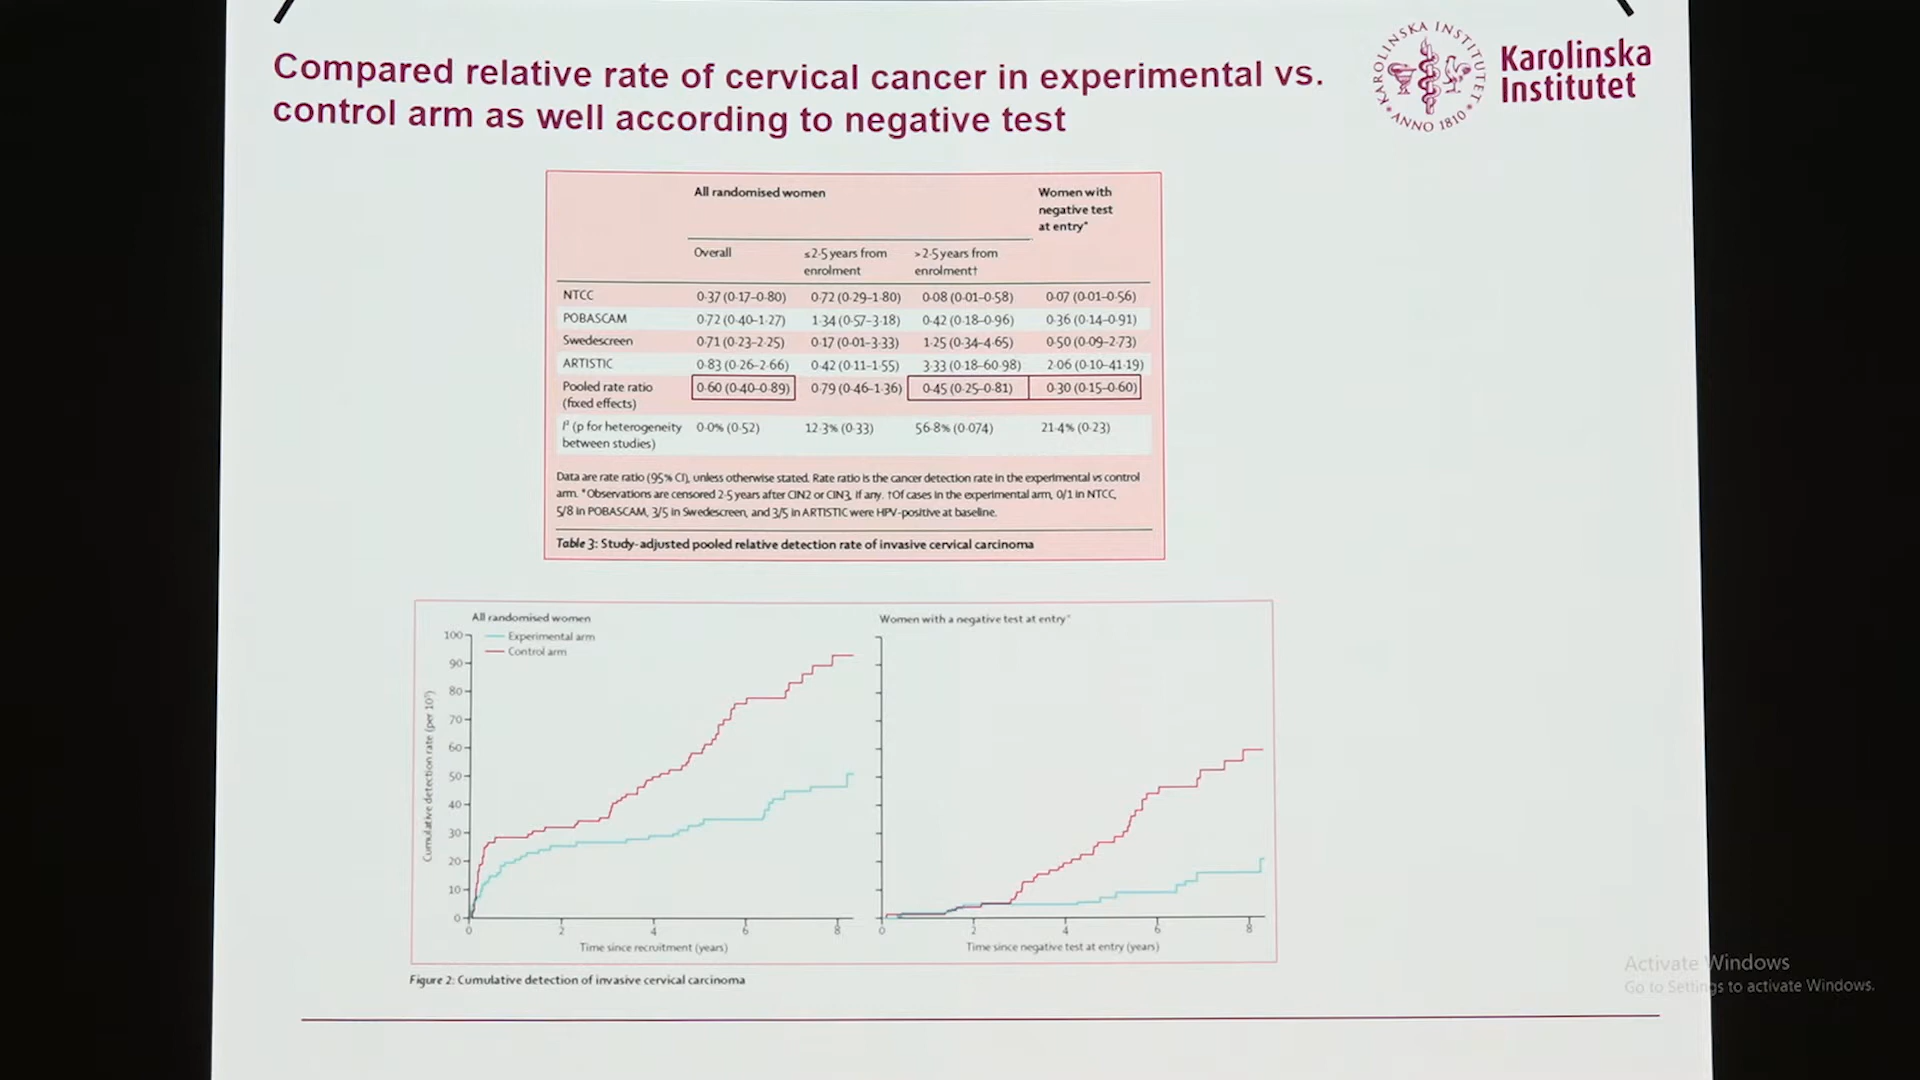 Compared relative rate of cervical cancer in experimental vs.
control arm as well according to negative test
KAROLINSKA INSTITUTET
ANNO 1810
Karolinska
Institutet
All randomised women
Women with
negative test
at entry*
Overall
≤2·5 years from
enrolment
>2·5 years from
enrolment†
NTCC 0·37 (0·17–0·80) 0·72 (0·29–1·80) 0·08 (0·01–0·58) 0·07 (0·01–0·56)
POBASCAM 0·72 (0·40–1·27) 1·34 (0·57–3·18) 0·42 (0·18–0·96) 0·36 (0·14–0·91)
Swedescreen 0·71 (0·23–2·25) 0·17 (0·01–3·33) 1·25 (0·34–4·65) 0·50 (0·09–2·73)
ARTISTIC 0·83 (0·26–2·66) 0·42 (0·11–1·55) 3·33 (0·18–60·98) 2·06 (0·10–41·19)
Pooled rate ratio 0·60 (0·40–0·89) 0·79 (0·46–1·36) 0·45 (0·25–0·81) 0·30 (0·15–0·60)
(fixed effects)
I² (p for heterogeneity 0·0% (0·52) 12·3% (0·33) 56·8% (0·074) 21·4% (0·23)
between studies)
Data are rate ratio (95% CI), unless otherwise stated. Rate ratio is the cancer detection rate in the experimental vs control
arm. *Observations are censored 2·5 years after CIN2 or CIN3, if any. †Of cases in the experimental arm, 0/1 in NTCC,
5/8 in POBASCAM, 3/5 in Swedescreen, and 3/5 in ARTISTIC were HPV-positive at baseline.
Table 3: Study-adjusted pooled relative detection rate of invasive cervical carcinoma
All randomised women
Experimental arm
Control arm
Cumulative detection rate (per 10⁵)
100
90
80
70
60
50
40
30
20
10
0
0 2 4 6 8
Time since recruitment (years)
Women with a negative test at entry*
0 2 4 6 8
Time since negative test at entry (years)
Figure 2: Cumulative detection of invasive cervical carcinoma
Activate Windows
Go to Settings to activate Windows.